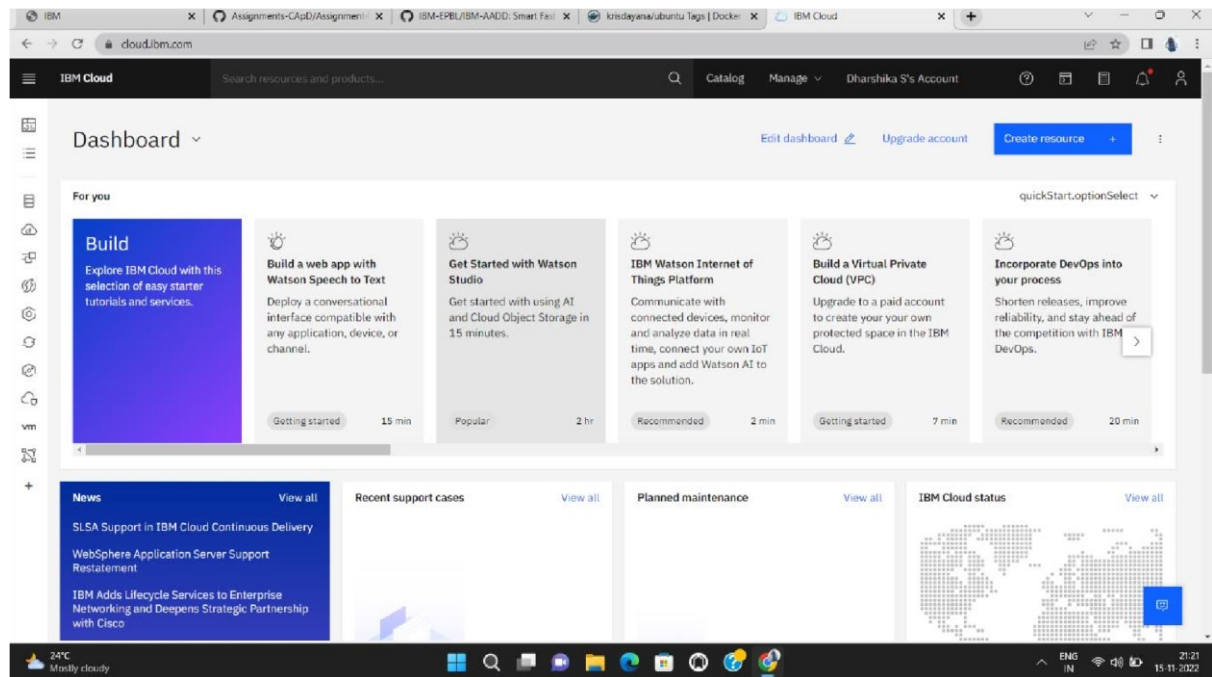 IBM
Assignments-CApD/Assignment
IBM-EPBL/IBM-AADD: Smart Fasl
krisdayana/ubuntu Tags | Docker
IBM Cloud
cloud.ibm.com
IBM Cloud
Search resources and products...
Catalog
Manage
Dharshika S's Account
Dashboard
Edit dashboard
Upgrade account
Create resource +
For you
quickStart.optionSelect
Build
Explore IBM Cloud with this
selection of easy starter
tutorials and services.
Build a web app with
Watson Speech to Text
Deploy a conversational
interface compatible with
any application, device, or
channel.
Getting started
15 min
Get Started with Watson
Studio
Get started with using AI
and Cloud Object Storage in
15 minutes.
Popular
2 hr
IBM Watson Internet of
Things Platform
Communicate with
connected devices, monitor
and analyze data in real
time, connect your own IoT
apps and add Watson AI to
the solution.
Recommended
2 min
Build a Virtual Private
Cloud (VPC)
Upgrade to a paid account
to create your your own
protected space in the IBM
Cloud.
Getting started
7 min
Incorporate DevOps into
your process
Shorten releases, improve
reliability, and stay ahead of
the competition with IBM
DevOps.
Recommended
20 min
vm
News
View all
SLSA Support in IBM Cloud Continuous Delivery
WebSphere Application Server Support
Restatement
IBM Adds Lifecycle Services to Enterprise
Networking and Deepens Strategic Partnership
with Cisco
Recent support cases
View all
Planned maintenance
View all
IBM Cloud status
View all
24°C
Mostly cloudy
ENG
IN
21:21
15-11-2022